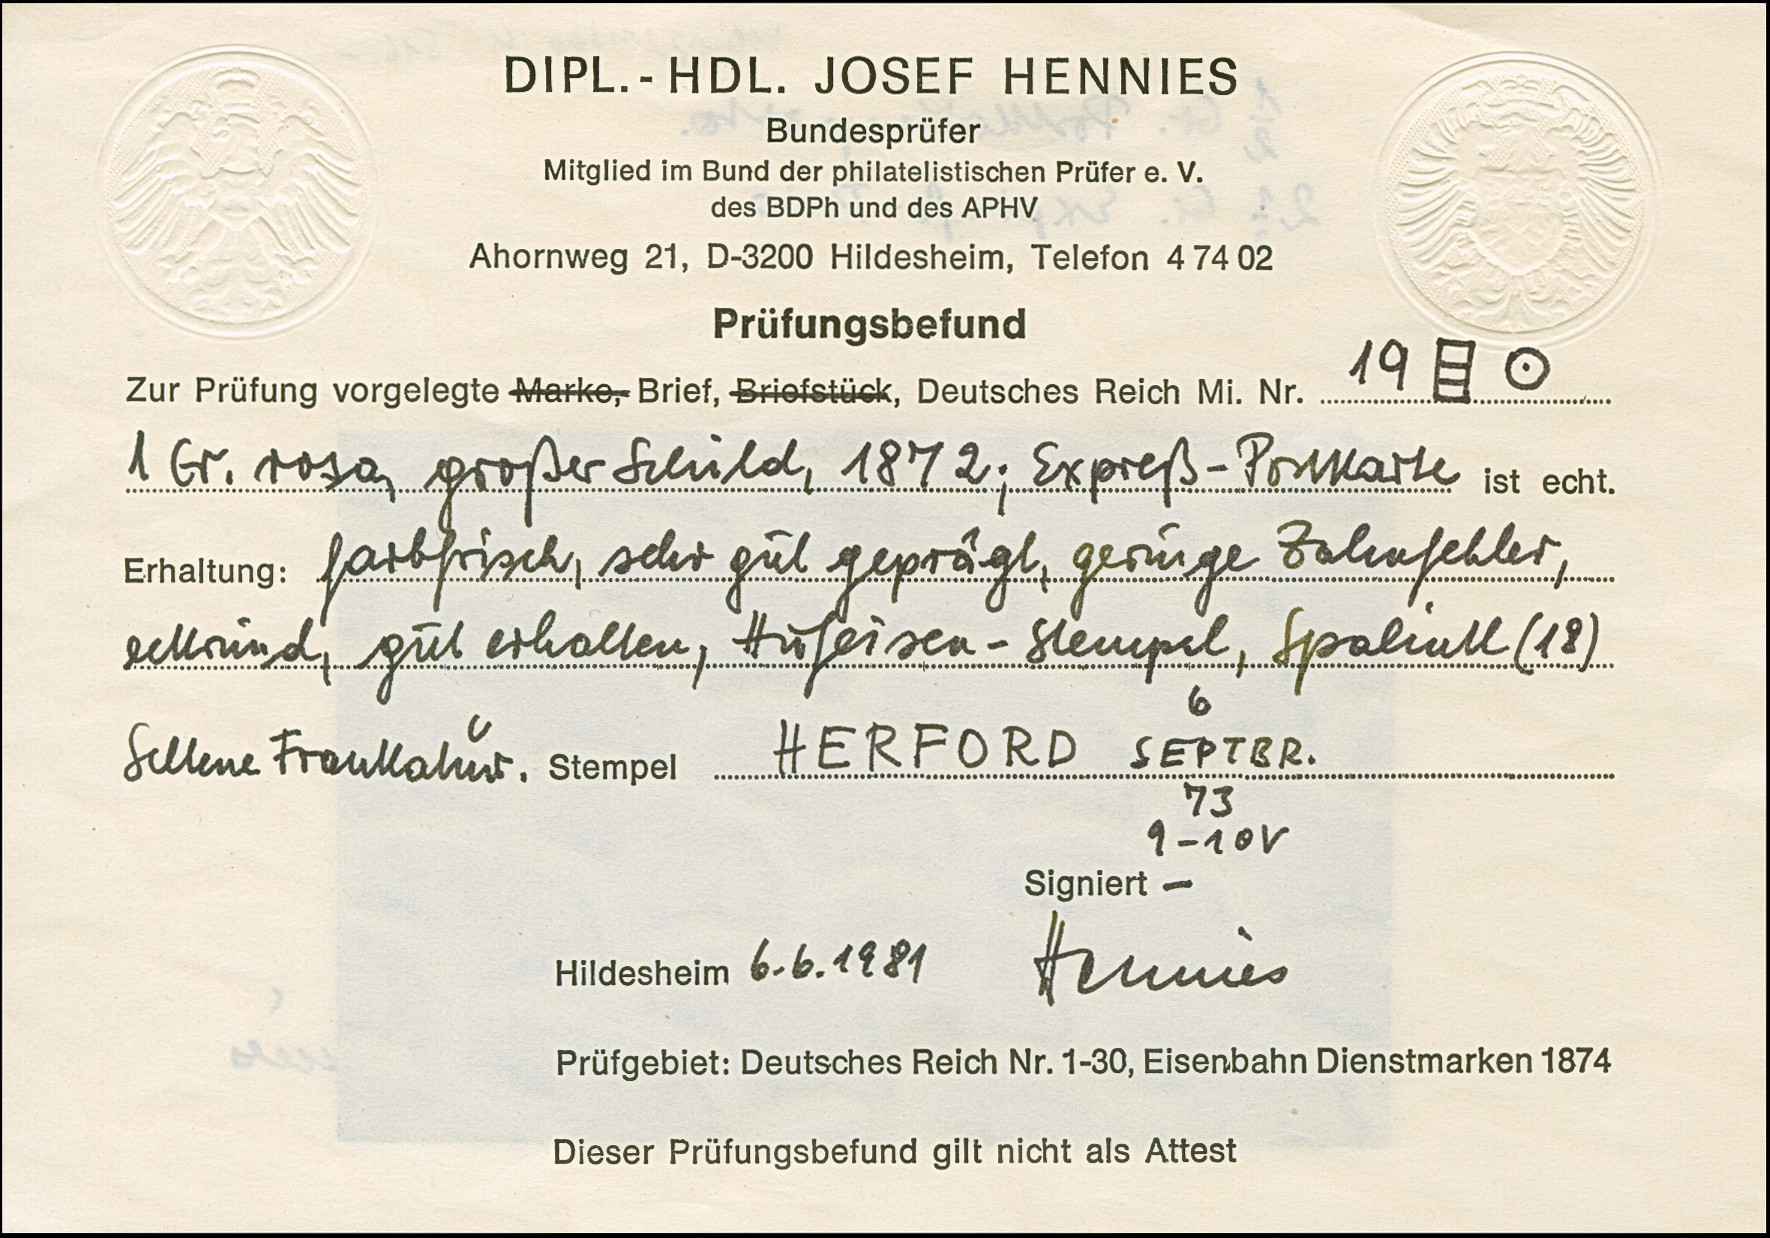 DIPL.-HDL. JOSEF HENNIES
Bundesprüfer
Mitglied im Bund der philatelistischen Prüfer e. V.
des BDPh und des APHV
Ahornweg 21, D-3200 Hildesheim, Telefon 4 74 02
Prüfungsbefund
Zur Prüfung vorgelegte Marke, Brief, Briefstück, Deutsches Reich Mi. Nr. 19
1 Gr. rosa, großer Schild, 1872; Expreß-Postkarte ist echt.
Erhaltung: farbfrisch, sehr gut geprägt, geringe Zahnfehler,
eckrund, gut erhalten, Hufeisen-Stempel, Spalink (18)
Seltene Frankatur. Stempel HERFORD 6 SEPTBR.
73
9-10V
Signiert –
Hildesheim 6.6.1981 Hennies
Prüfgebiet: Deutsches Reich Nr. 1-30, Eisenbahn Dienstmarken 1874
Dieser Prüfungsbefund gilt nicht als Attest